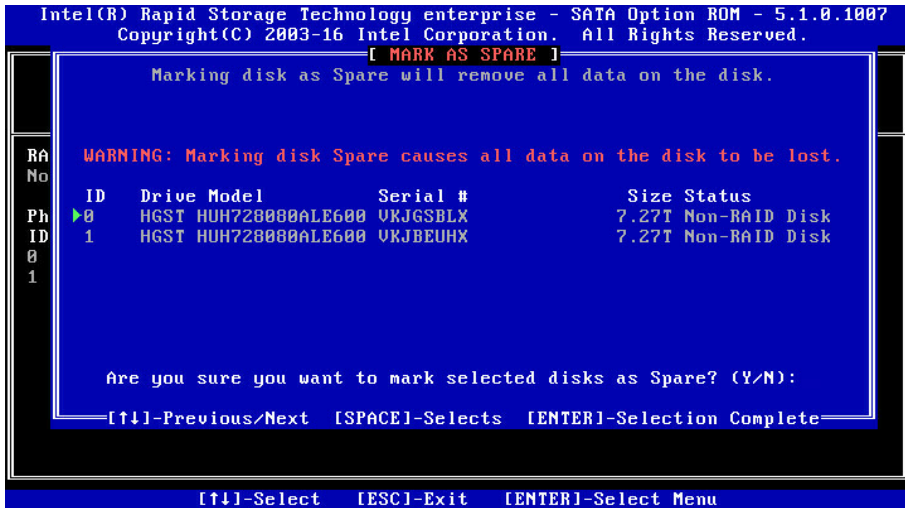 Intel(R) Rapid Storage Technology enterprise - SATA Option ROM - 5.1.0.1007
Copyright(C) 2003-16 Intel Corporation.  All Rights Reserved.
[ MARK AS SPARE ]
Marking disk as Spare will remove all data on the disk.
RA WARNING: Marking disk Spare causes all data on the disk to be lost.
No
ID Drive Model Serial # Size Status
Ph 0 HGST HUH728080ALE600 VKJGSBLX 7.27T Non-RAID Disk
ID 1 HGST HUH728080ALE600 VKJBEUHX 7.27T Non-RAID Disk
0
1
Are you sure you want to mark selected disks as Spare? (Y/N):
[↑↓]-Previous/Next [SPACE]-Selects [ENTER]-Selection Complete
[↑↓]-Select [ESC]-Exit [ENTER]-Select Menu